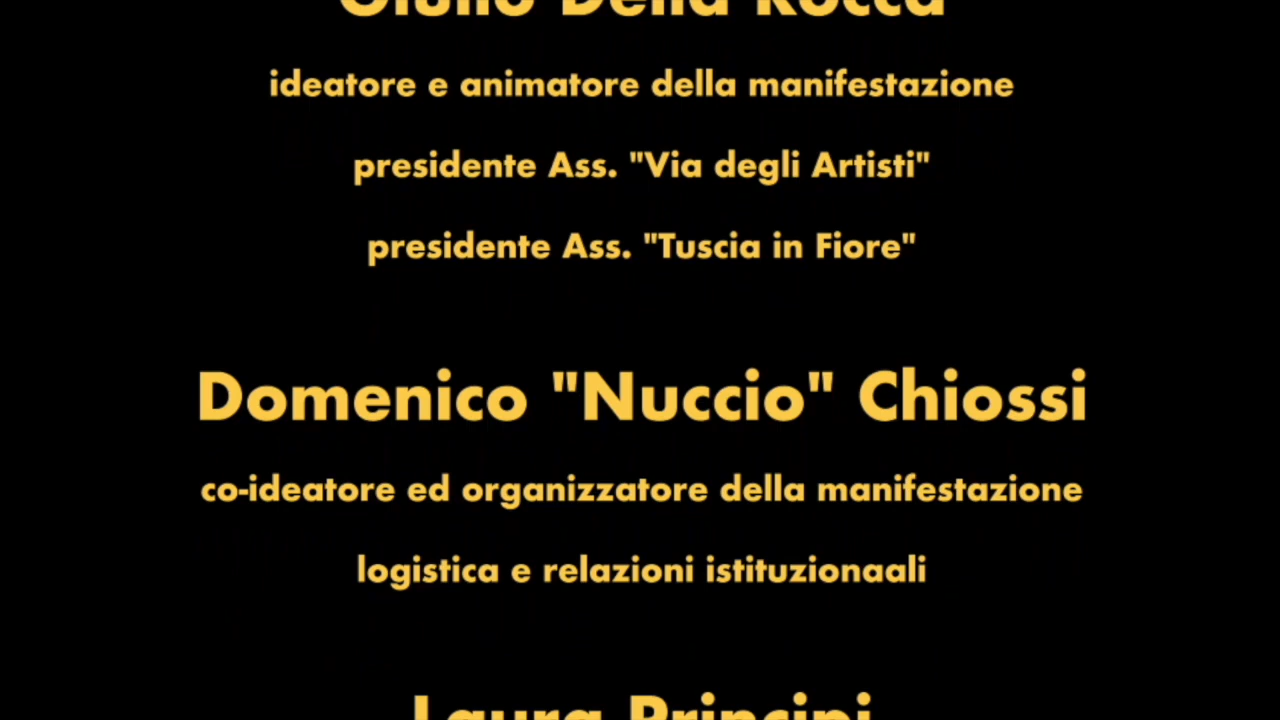 Giulio Della Rocca
ideatore e animatore della manifestazione
presidente Ass. "Via degli Artisti"
presidente Ass. "Tuscia in Fiore"
Domenico "Nuccio" Chiossi
co-ideatore ed organizzatore della manifestazione
logistica e relazioni istituzionaali
Laura Principi